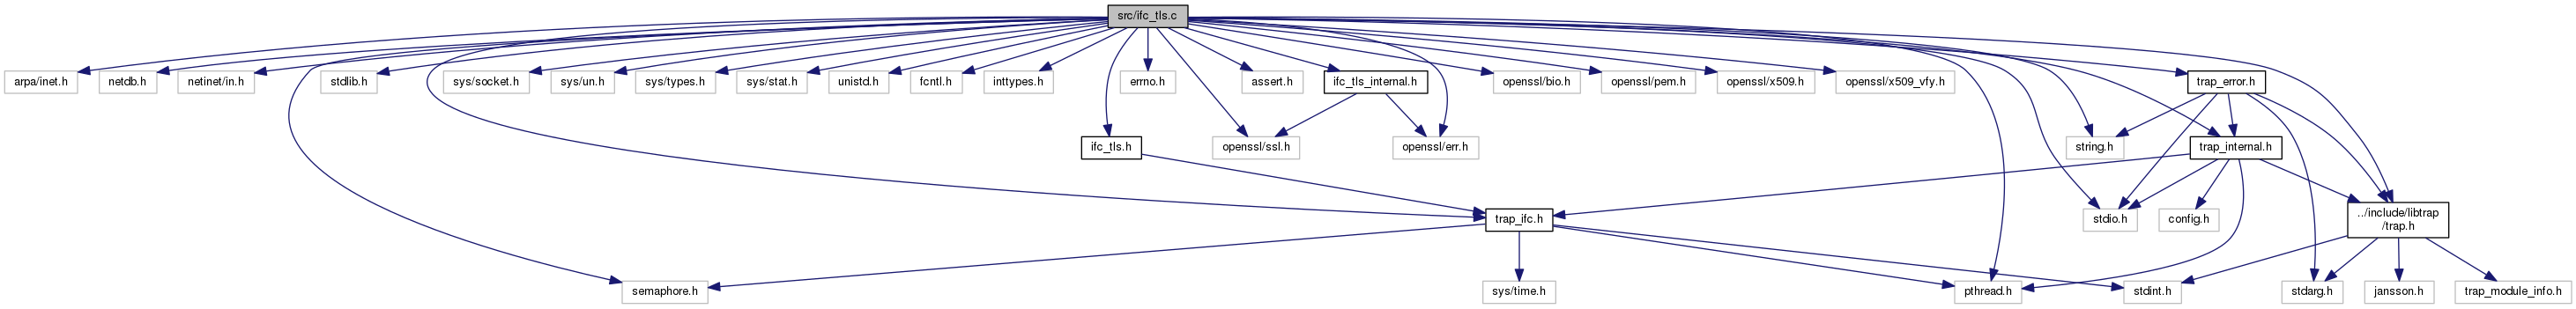 src/ifc_tls.c
arpa/inet.h
netdb.h
netinet/in.h
stdlib.h
sys/socket.h
sys/un.h
sys/types.h
sys/stat.h
unistd.h
fcntl.h
inttypes.h
errno.h
assert.h
ifc_tls_internal.h
openssl/bio.h
openssl/pem.h
openssl/x509.h
openssl/x509_vfy.h
trap_error.h
ifc_tls.h
openssl/ssl.h
openssl/err.h
string.h
trap_internal.h
trap_ifc.h
stdio.h
config.h
../include/libtrap
/trap.h
semaphore.h
sys/time.h
pthread.h
stdint.h
stdarg.h
jansson.h
trap_module_info.h